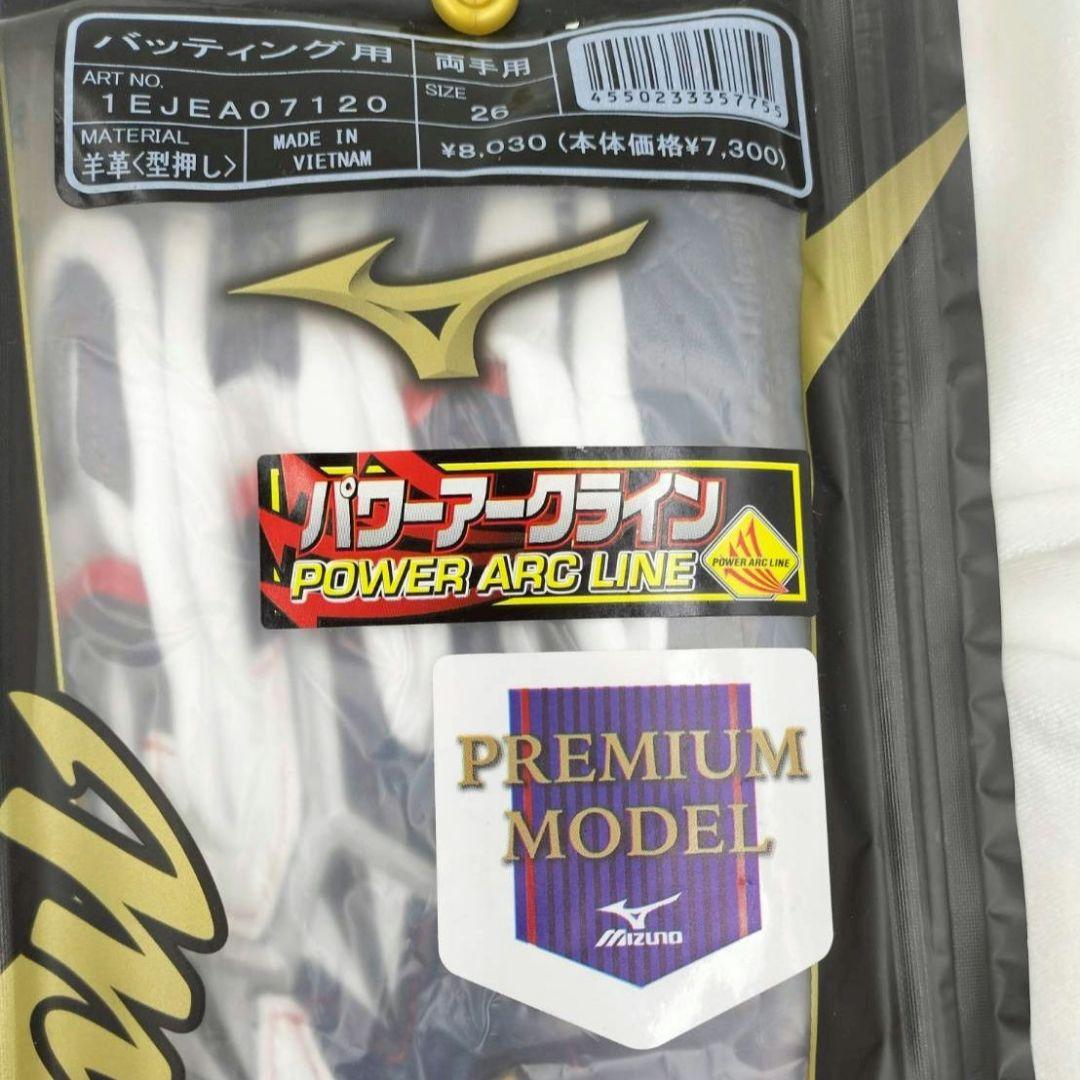 バッティング用
両手用
ART NO.
1EJEA07120
SIZE
26
4550233357755
MATERIAL
羊革〈型押し〉
MADE IN
VIETNAM
¥8,030(本体価格¥7,300)
パワーアークライン
POWER ARC LINE
POWER ARC LINE
PREMIUM
MODEL
MIZUNO